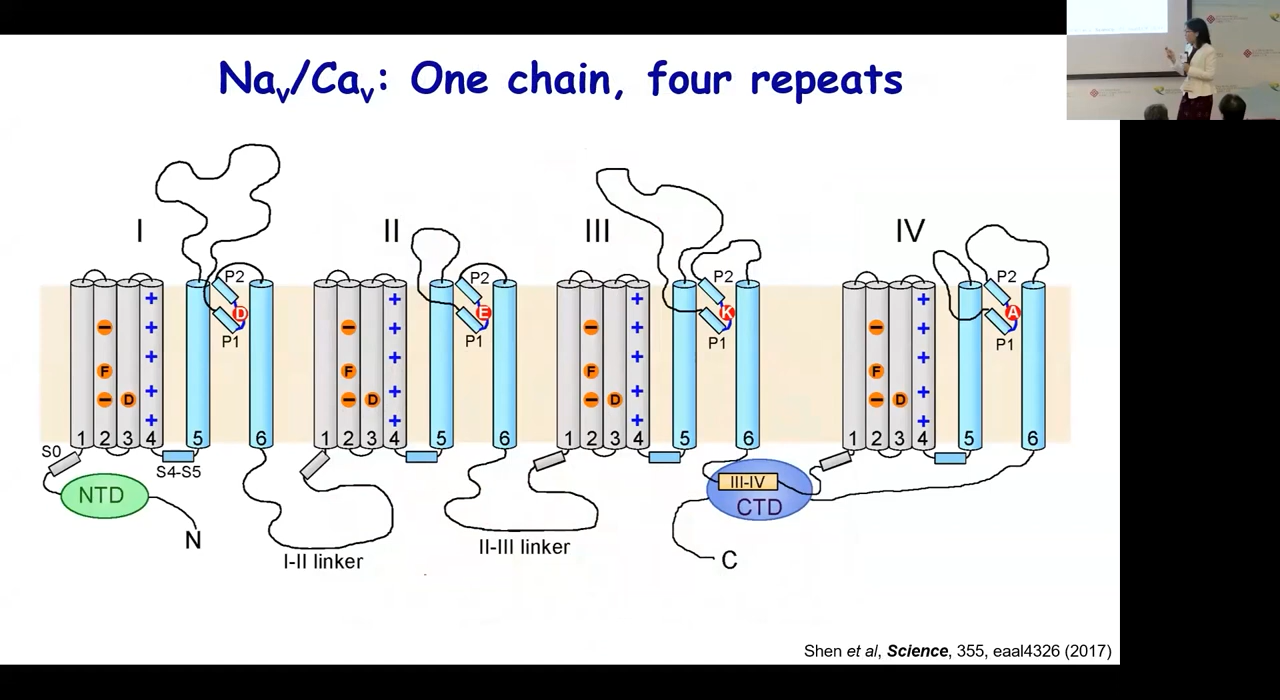 Nav/Cav: One chain, four repeats
I II III IV
P2 P2 P2 P2
D E K A
P1 P1 P1 P1
+ + + +
− + − + − + − +
+ + + +
F F F F
+ + + +
− D − D − D − D
+ + + +
1 2 3 4 5 6 1 2 3 4 5 6 1 2 3 4 5 6 1 2 3 4 5 6
S0
S4-S5
NTD
III-IV
CTD
N
I-II linker
II-III linker
C
Shen et al, Science, 355, eaal4326 (2017)